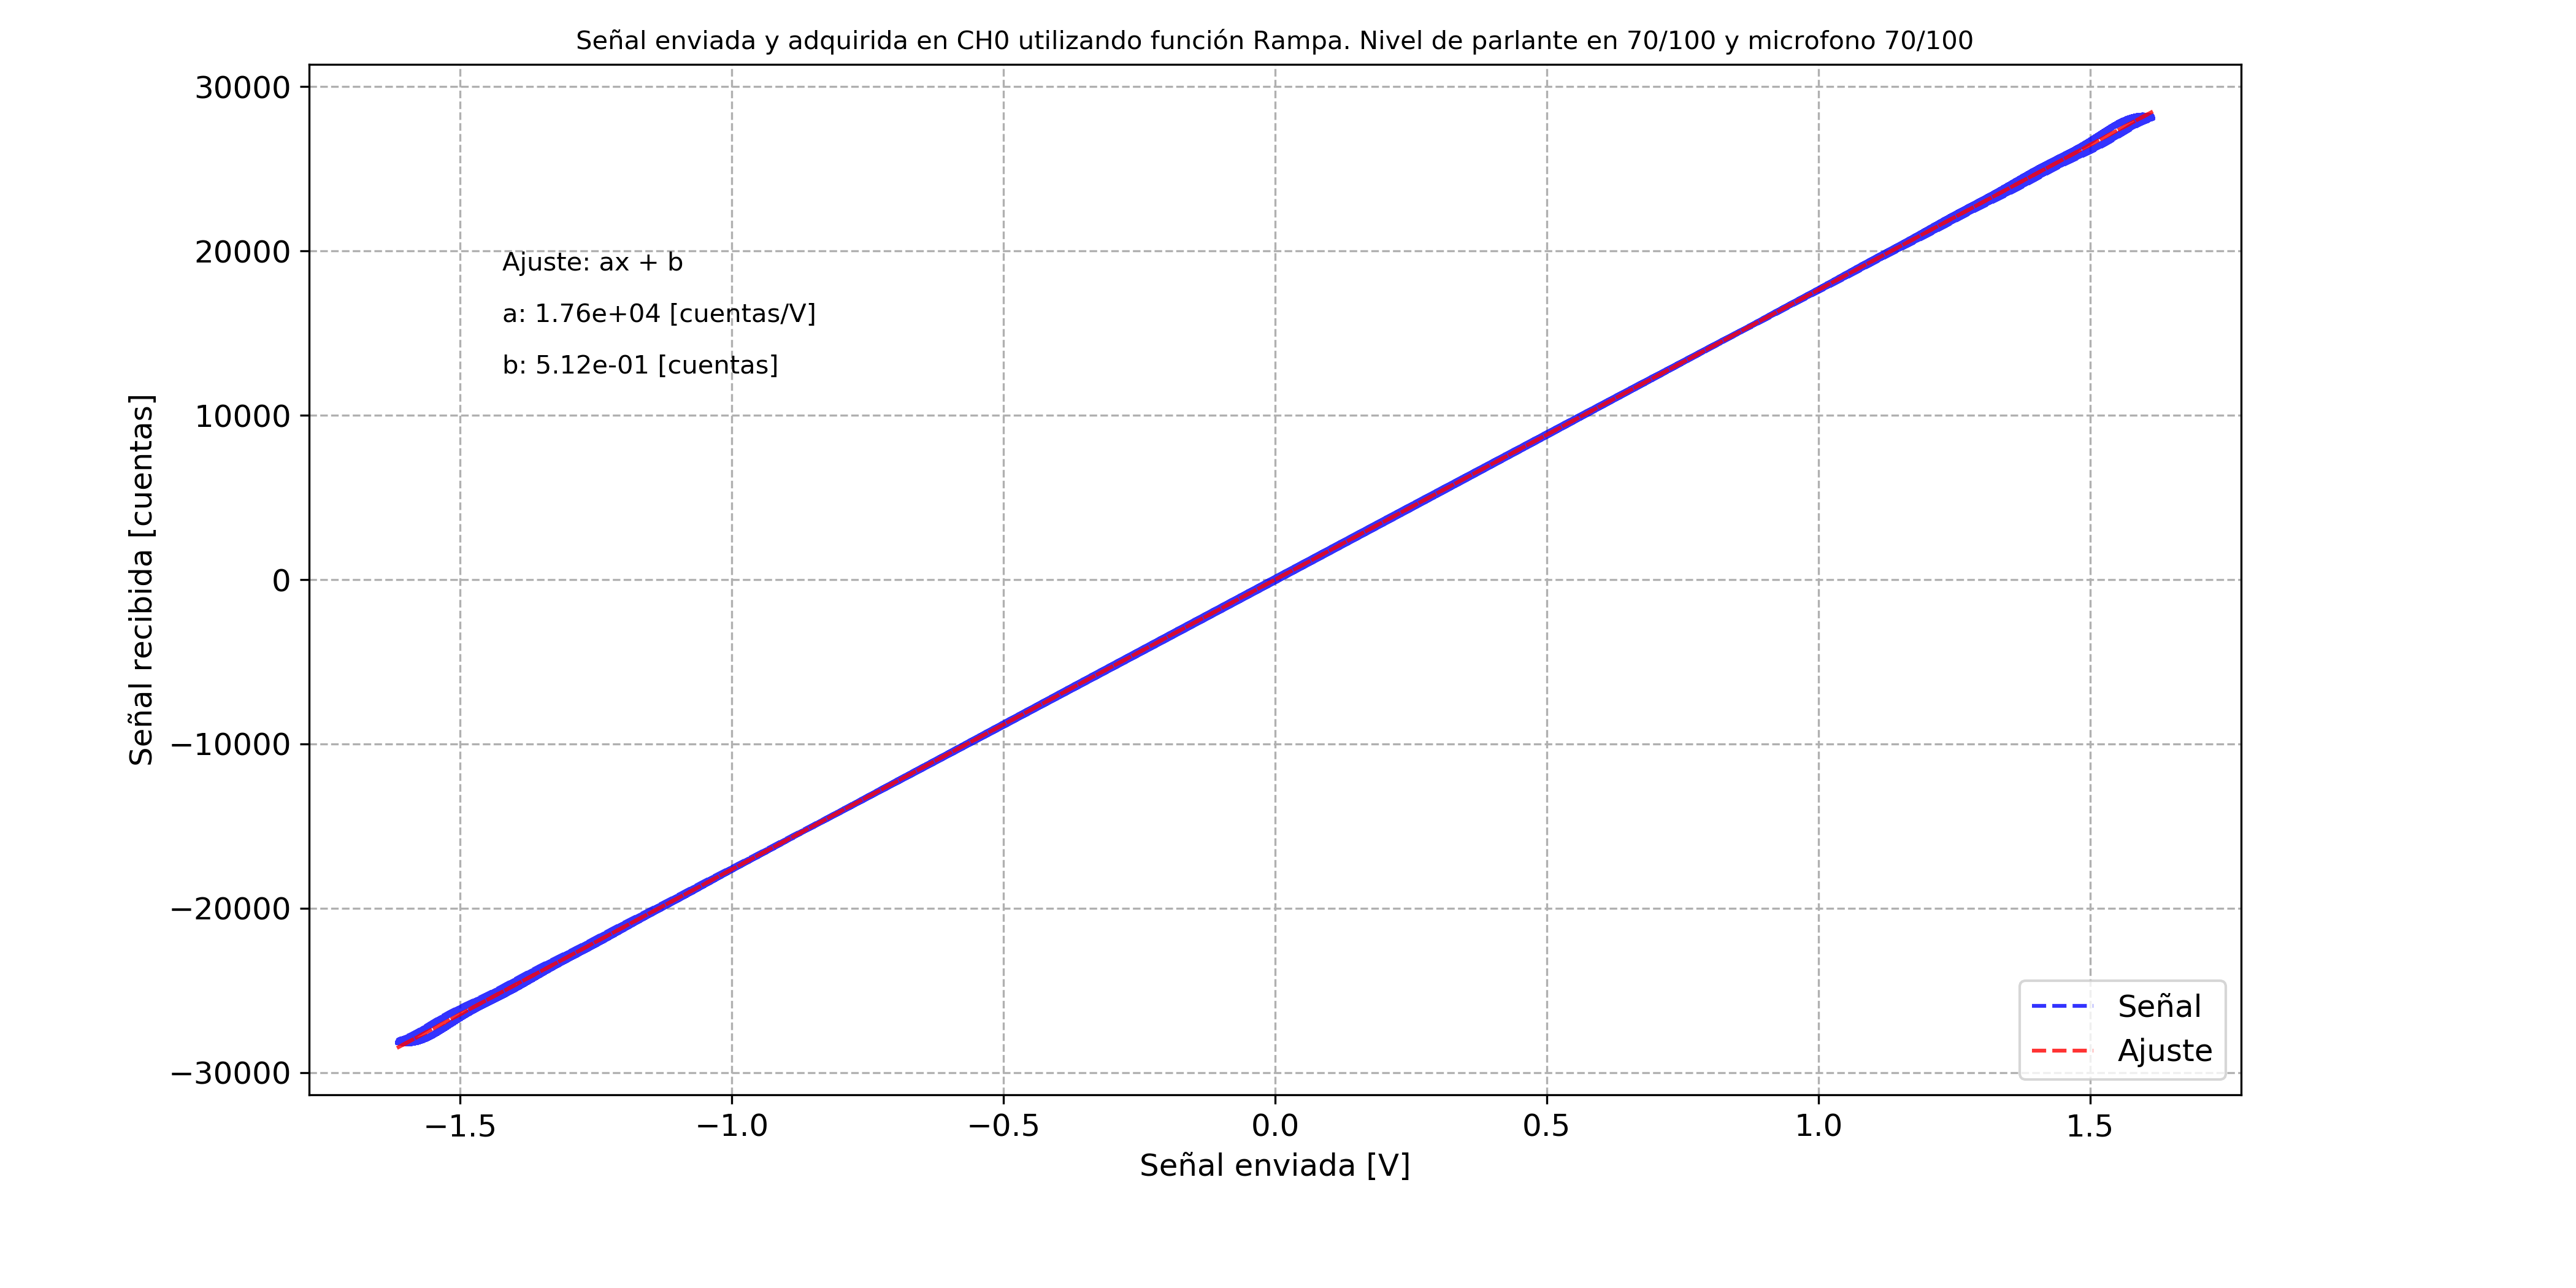 Señal enviada y adquirida en CH0 utilizando función Rampa. Nivel de parlante en 70/100 y microfono 70/100
30000
20000
10000
0
−10000
−20000
−30000
Señal recibida [cuentas]
Ajuste: ax + b
a: 1.76e+04 [cuentas/V]
b: 5.12e-01 [cuentas]
Señal
Ajuste
−1.5 −1.0 −0.5 0.0 0.5 1.0 1.5
Señal enviada [V]